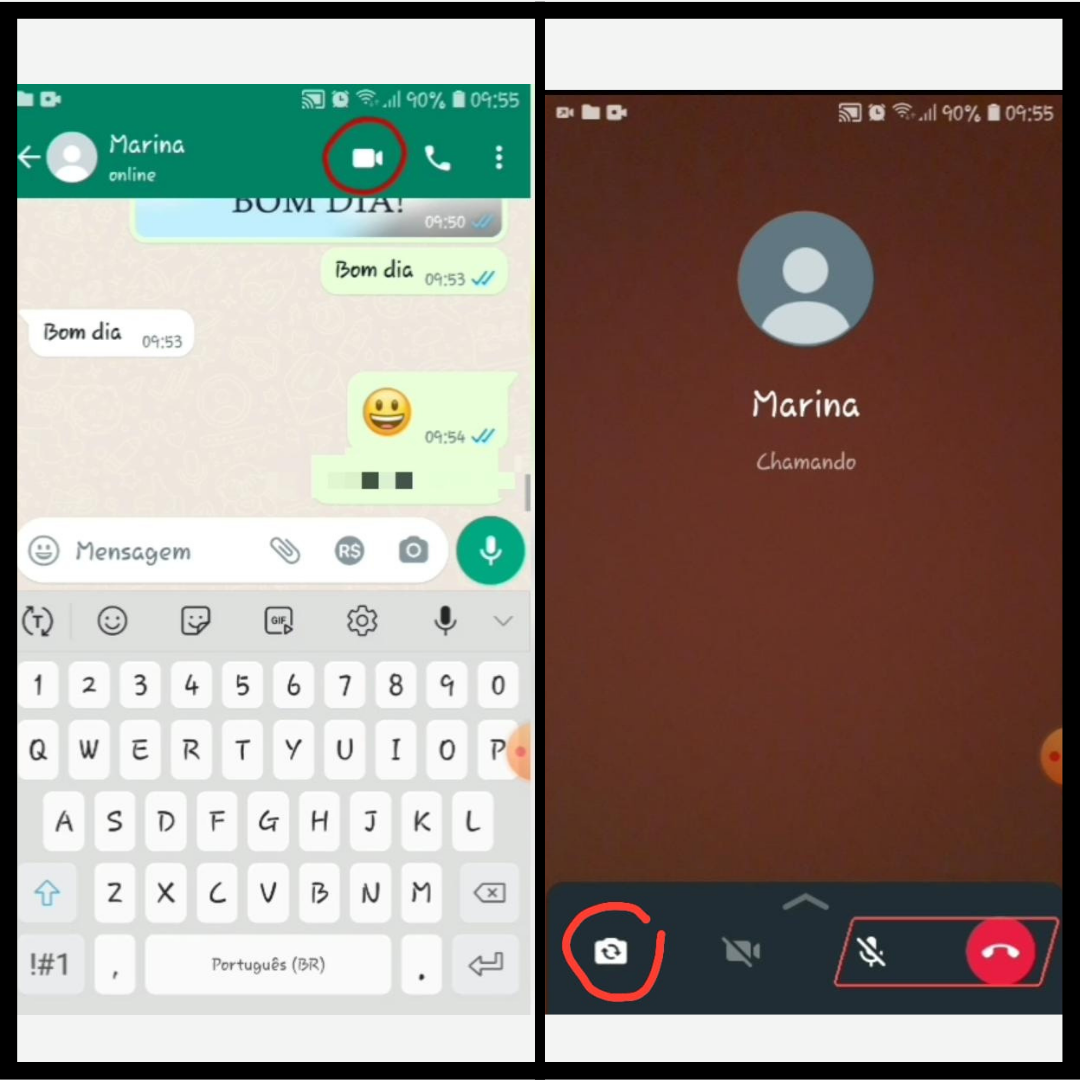 90% 09:55
Marina
online
BOM DIA!
09:50
Bom dia 09:53
Bom dia 09:53
09:54
Mensagem
R$
T
GIF
1 2 3 4 5 6 7 8 9 0
Q W E R T Y U I O P
A S D F G H J K L
Z X C V B N M
!#1 , Português (BR) .
90% 09:55
Marina
Chamando